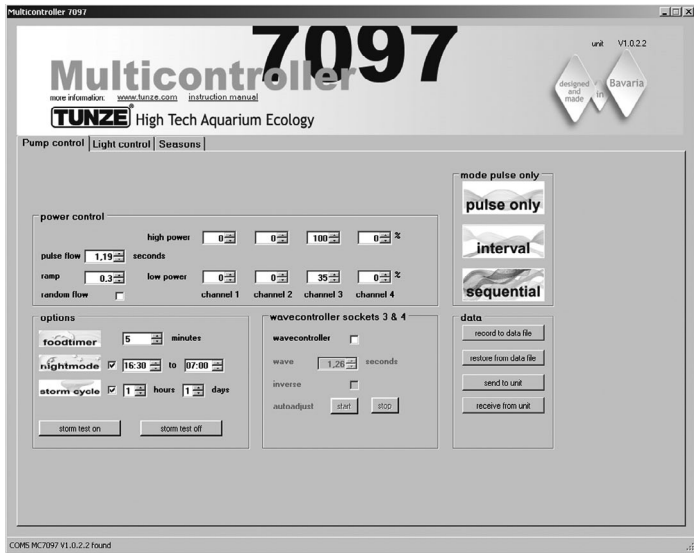 Multicontroller 7097
7097
unit V1.0.2.2
Multicontroller
more information: www.tunze.com instruction manual
designed and made in Bavaria
TUNZE® High Tech Aquarium Ecology
Pump control Light control Seasons
mode pulse only
pulse only
interval
sequential
power control
high power 0 0 100 0 %
pulse flow 1,19 seconds
ramp 0.3 low power 0 0 35 0 %
random flow channel 1 channel 2 channel 3 channel 4
options
foodtimer 5 minutes
nightmode 16:30 to 07:00
storm cycle 1 hours 1 days
storm test on storm test off
wavecontroller sockets 3 & 4
wavecontroller
wave 1,26 seconds
inverse
autoadjust start stop
data
record to data file
restore from data file
send to unit
receive from unit
COM5 MC7097 V1.0.2.2 found